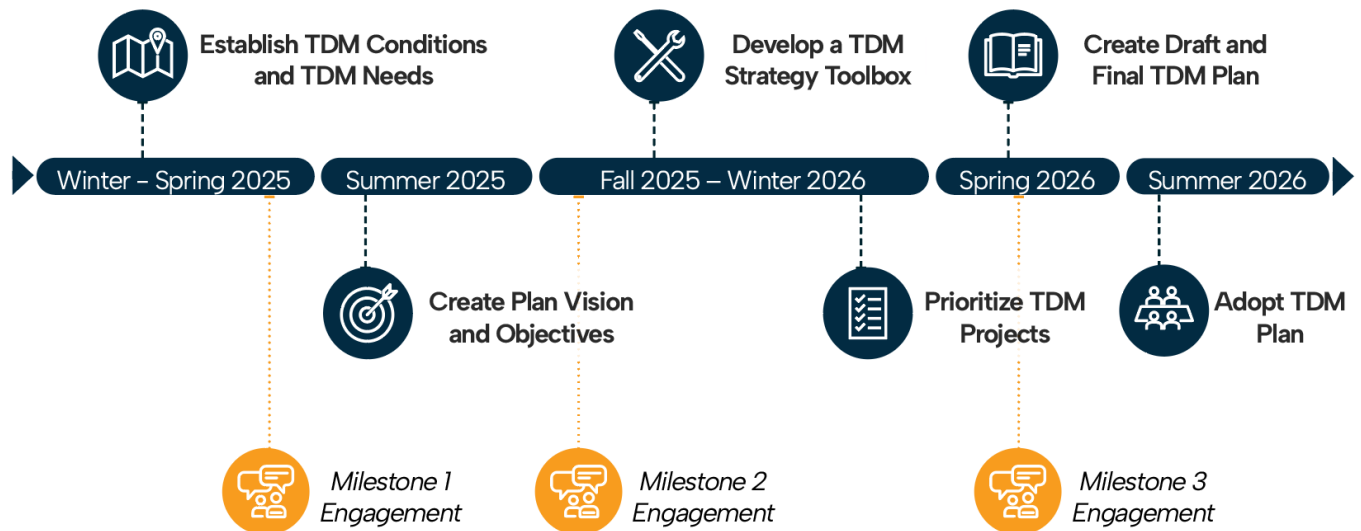 Establish TDM Conditions
and TDM Needs
Develop a TDM
Strategy Toolbox
Create Draft and
Final TDM Plan
Winter – Spring 2025
Summer 2025
Fall 2025 – Winter 2026
Spring 2026
Summer 2026
Create Plan Vision
and Objectives
Prioritize TDM
Projects
Adopt TDM
Plan
Milestone 1
Engagement
Milestone 2
Engagement
Milestone 3
Engagement